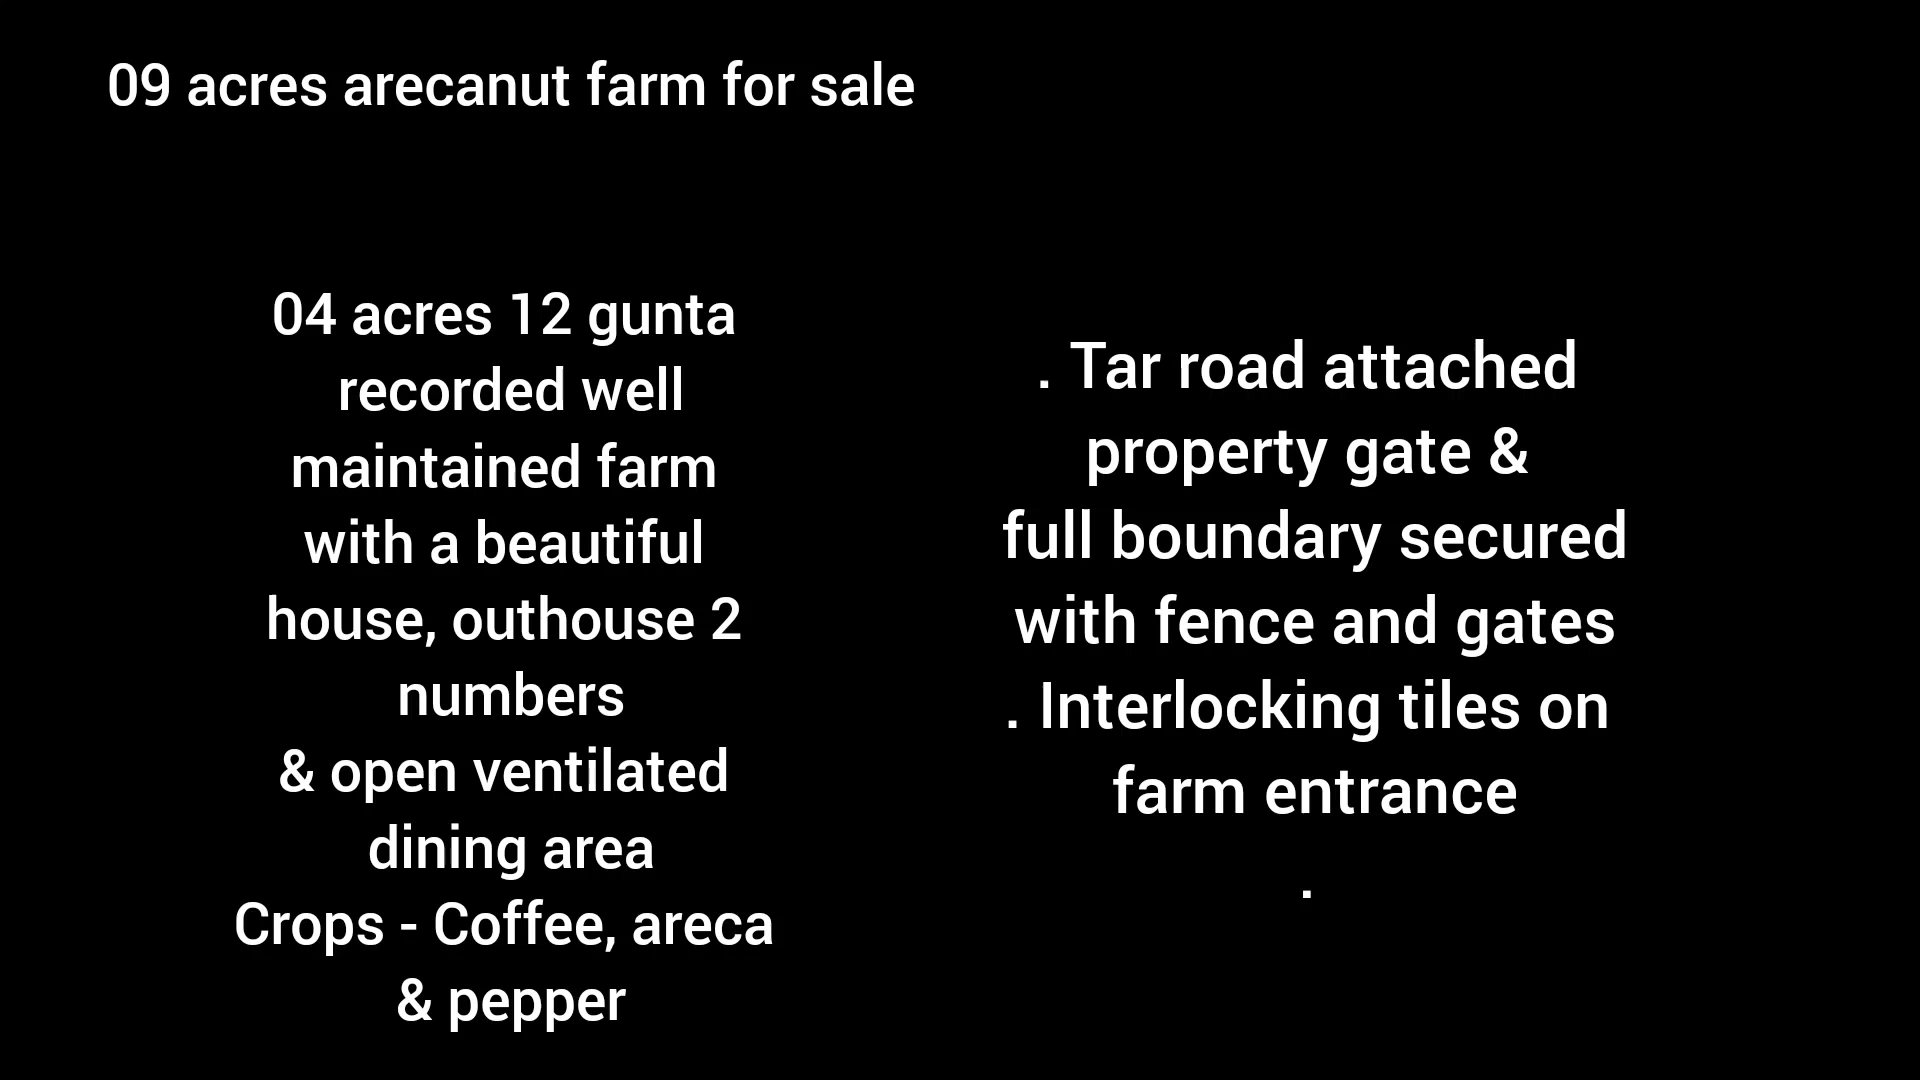 09 acres arecanut farm for sale
04 acres 12 gunta
recorded well
maintained farm
with a beautiful
house, outhouse 2
numbers
& open ventilated
dining area
Crops - Coffee, areca
& pepper
. Tar road attached
property gate &
full boundary secured
with fence and gates
. Interlocking tiles on
farm entrance
.